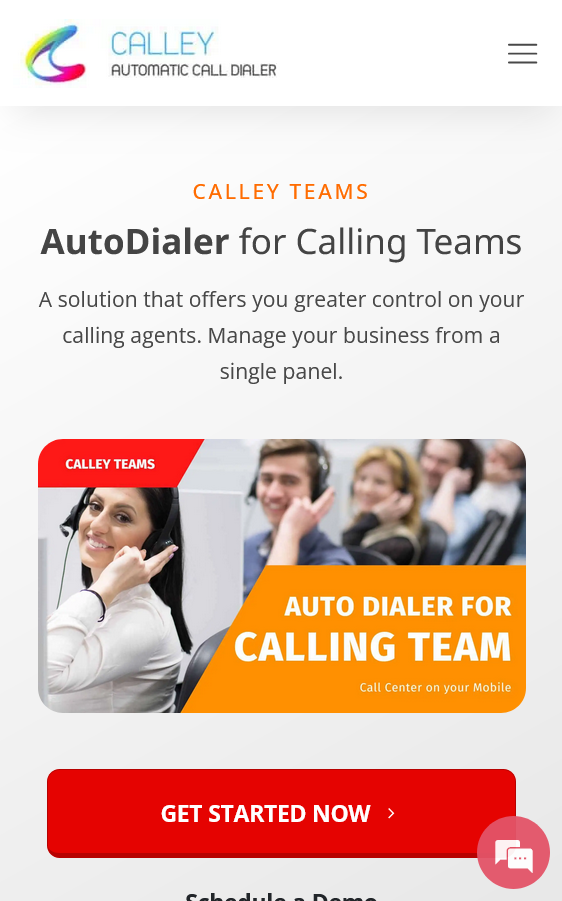 CALLEY
AUTOMATIC CALL DIALER
CALLEY TEAMS
AutoDialer for Calling Teams
A solution that offers you greater control on your
calling agents. Manage your business from a
single panel.
CALLEY TEAMS
AUTO DIALER FOR
CALLING TEAM
Call Center on your Mobile
GET STARTED NOW
Schedule a Demo